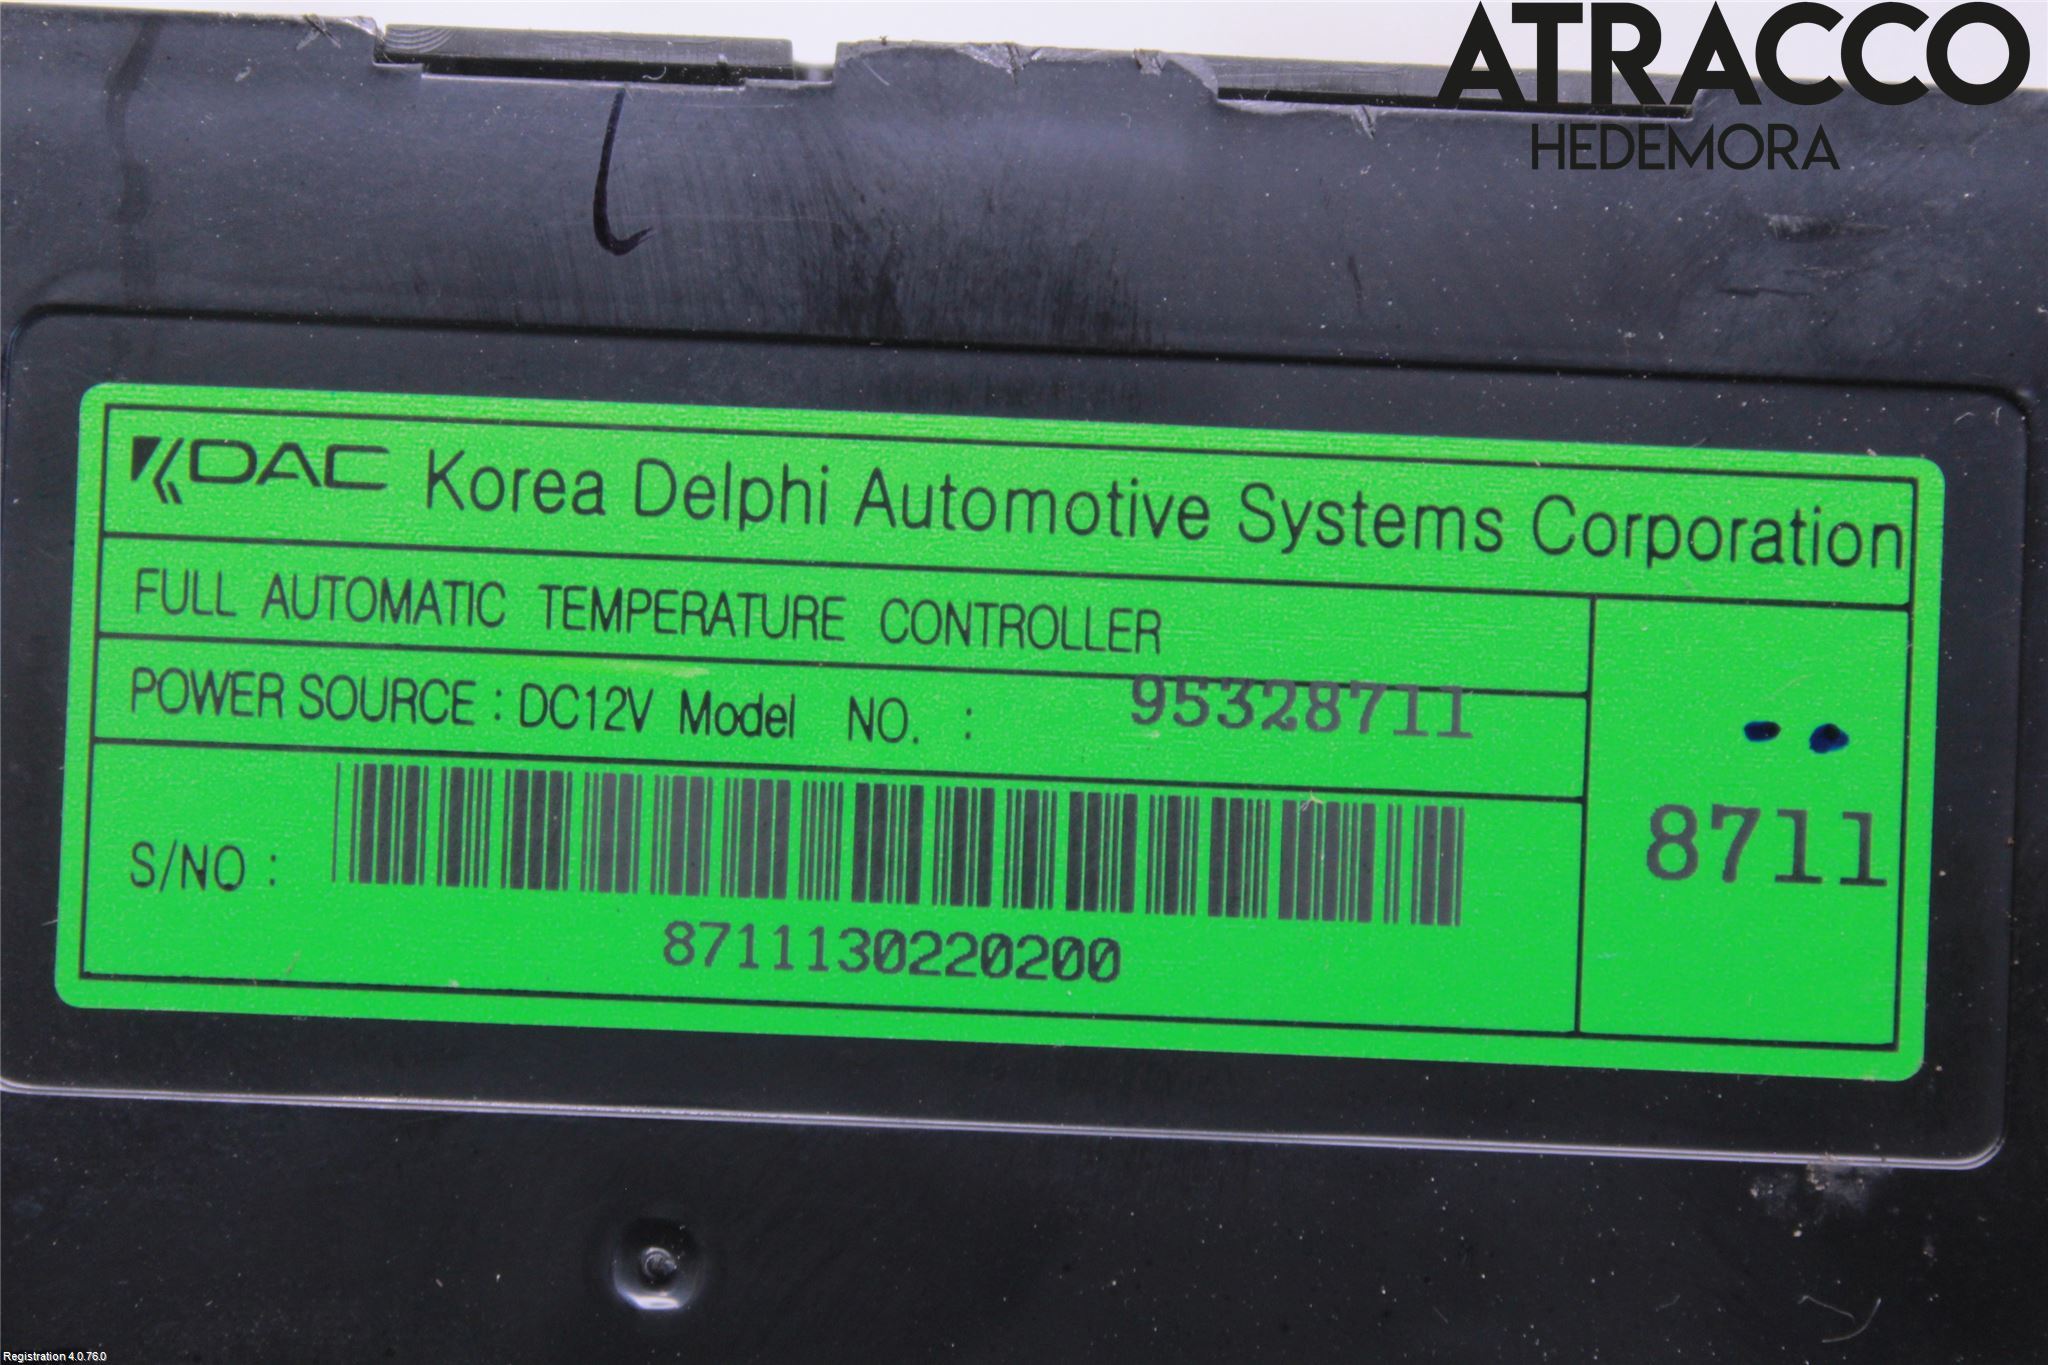 ATRACCO
HEDEMORA
KDAC Korea Delphi Automotive Systems Corporation
FULL AUTOMATIC TEMPERATURE CONTROLLER
POWER SOURCE : DC12V Model NO. : 95328711
8711
S/NO :
8711130220200
Registration 4.0.76.0